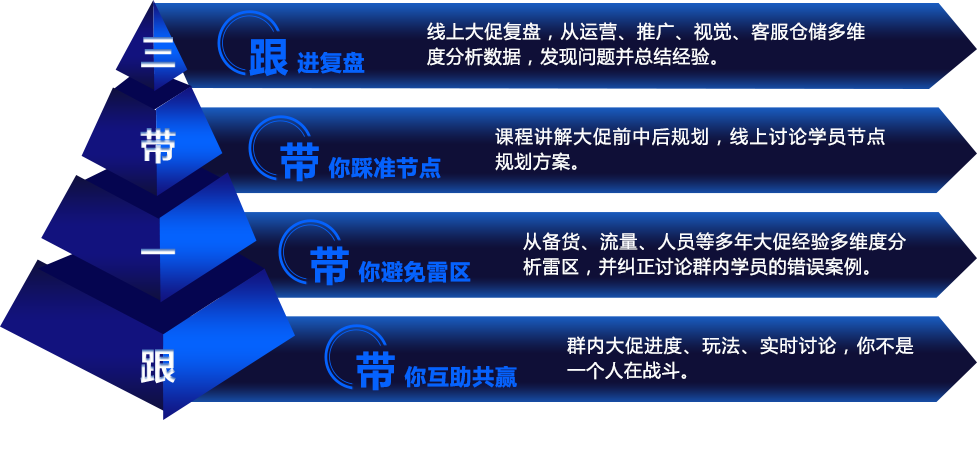 三
跟 进复盘
线上大促复盘，从运营、推广、视觉、客服仓储多维
度分析数据，发现问题并总结经验。
带
带 你踩准节点
课程讲解大促前中后规划，线上讨论学员节点
规划方案。
一
带 你避免雷区
从备货、流量、人员等多年大促经验多维度分
析雷区，并纠正讨论群内学员的错误案例。
跟
带 你互助共赢
群内大促进度、玩法、实时讨论，你不是
一个人在战斗。